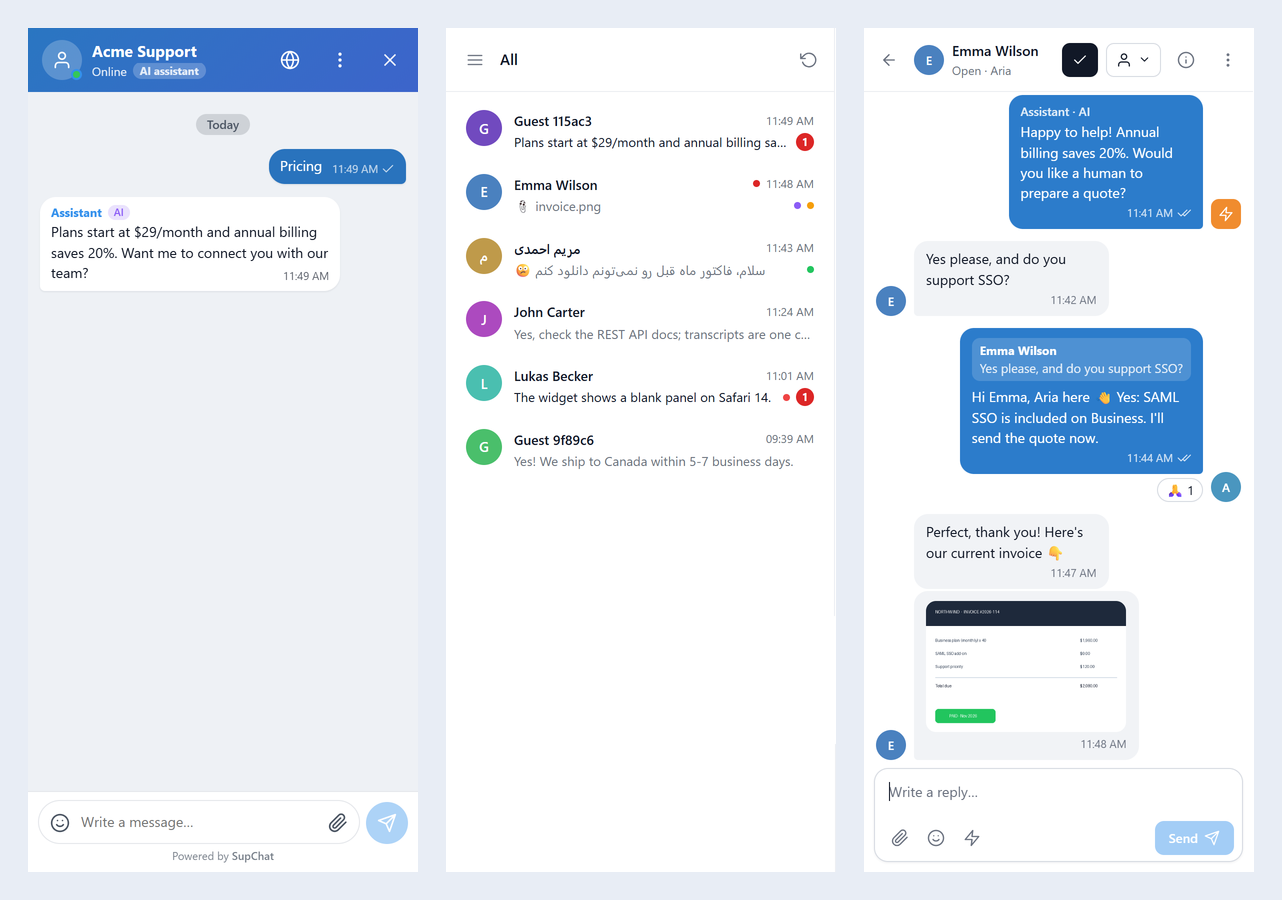 Acme Support
Online AI assistant
Today
Pricing 11:49 AM
Assistant AI
Plans start at $29/month and annual billing
saves 20%. Want me to connect you with our
team? 11:49 AM
Write a message...
Powered by SupChat
All
G
Guest 115ac3 11:49 AM
Plans start at $29/month and annual billing sa... 1
E
Emma Wilson 11:48 AM
invoice.png
م
مریم احمدی 11:43 AM
سلام، فاکتور ماه قبل رو نمی‌تونم دانلود کنم
J
John Carter 11:24 AM
Yes, check the REST API docs; transcripts are one c...
L
Lukas Becker 11:01 AM
The widget shows a blank panel on Safari 14. 1
G
Guest 9f89c6 09:39 AM
Yes! We ship to Canada within 5-7 business days.
E
Emma Wilson
Open · Aria
Assistant · AI
Happy to help! Annual
billing saves 20%. Would
you like a human to
prepare a quote?
11:41 AM
Yes please, and do you
support SSO?
11:42 AM
E
Emma Wilson
Yes please, and do you support SSO?
Hi Emma, Aria here 👋 Yes: SAML
SSO is included on Business. I'll
send the quote now.
11:44 AM
🙏 1
A
Perfect, thank you! Here's
our current invoice 👇
11:47 AM
Support priority $120.00
Total due
11:48 AM
E
Write a reply...
Send